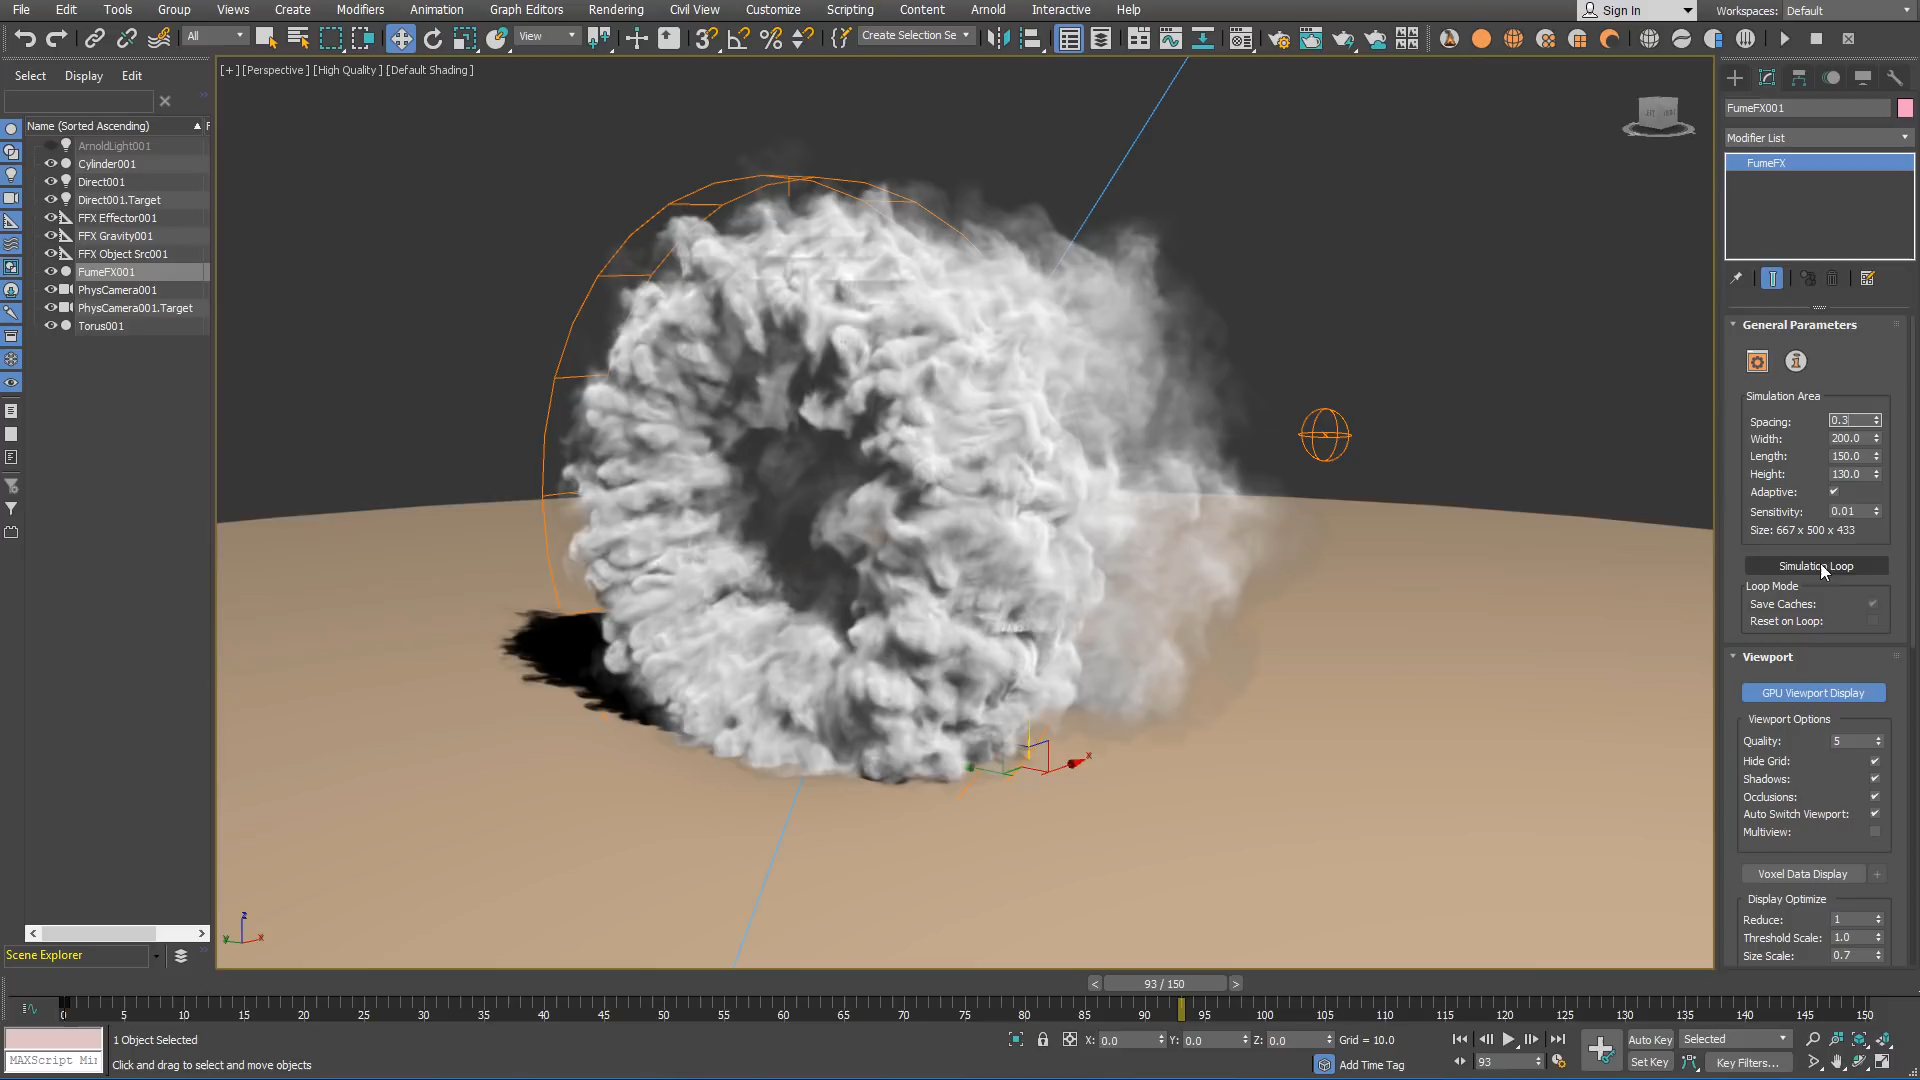 File Edit Tools Group Views Create Modifiers Animation Graph Editors Rendering Civil View Customize Scripting Content Arnold Interactive Help
Sign In
Workspaces: Default
All
View
Create Selection Se
Select Display Edit
[+] [Perspective ] [High Quality ] [Default Shading ]
Name (Sorted Ascending)
ArnoldLight001
Cylinder001
Direct001
Direct001.Target
FFX Effector001
FFX Gravity001
FFX Object Src001
FumeFX001
PhysCamera001
PhysCamera001.Target
Torus001
Scene Explorer
FumeFX001
Modifier List
FumeFX
General Parameters
Simulation Area
Spacing: 0.3
Width: 200.0
Length: 150.0
Height: 130.0
Adaptive:
Sensitivity: 0.01
Size: 667 x 500 x 433
Simulation Loop
Loop Mode
Save Caches:
Reset on Loop:
Viewport
GPU Viewport Display
Viewport Options
Quality: 5
Hide Grid:
Shadows:
Occlusions:
Auto Switch Viewport:
Multiview:
Voxel Data Display +
Display Optimize
Reduce: 1
Threshold Scale: 1.0
Size Scale: 0.7
x
z
y
x
< 93 / 150 >
0 5 10 15 20 25 30 35 40 45 50 55 60 65 70 75 80 85 90 95 100 105 110 115 120 125 130 135 140 145 150
1 Object Selected
X: 0.0 Y: 0.0 Z: 0.0 Grid = 10.0
Auto Key Selected
MAXScript Mi
Click and drag to select and move objects
Add Time Tag
93
Set Key Key Filters...